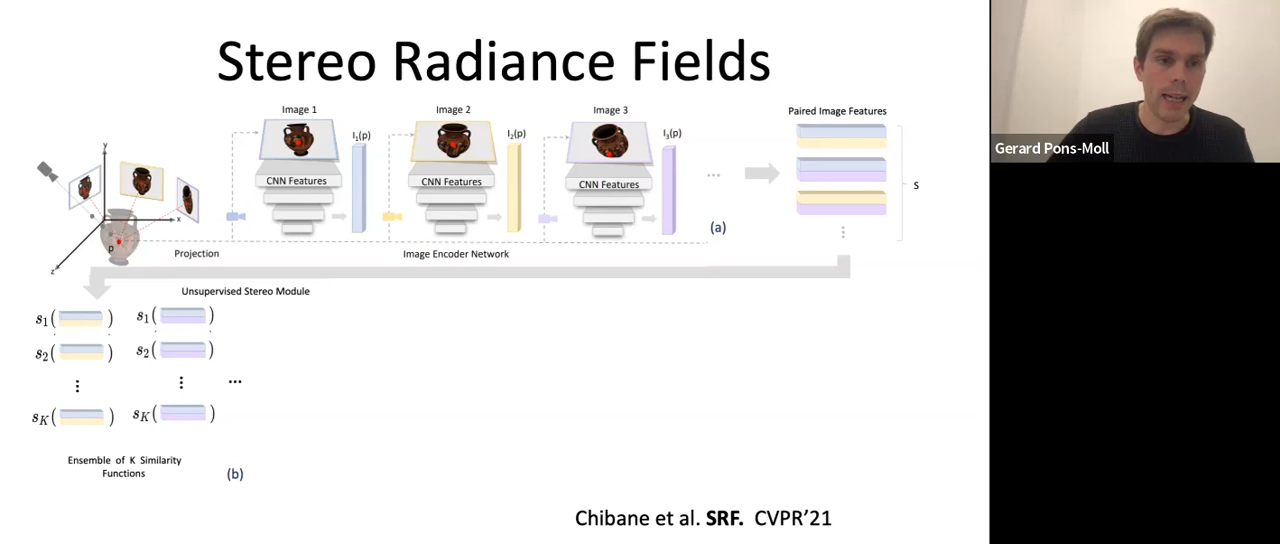 Stereo Radiance Fields
Image 1
Image 2
Image 3
Paired Image Features
I₁(p)
I₂(p)
I₃(p)
y
CNN Features
CNN Features
CNN Features
...
S
x
p
(a)
z
Projection
Image Encoder Network
Unsupervised Stereo Module
s₁( ) s₁( )
s₂( ) s₂( )
...
s_K( ) s_K( )
Ensemble of K Similarity
Functions
(b)
Chibane et al. SRF. CVPR'21
Gerard Pons-Moll